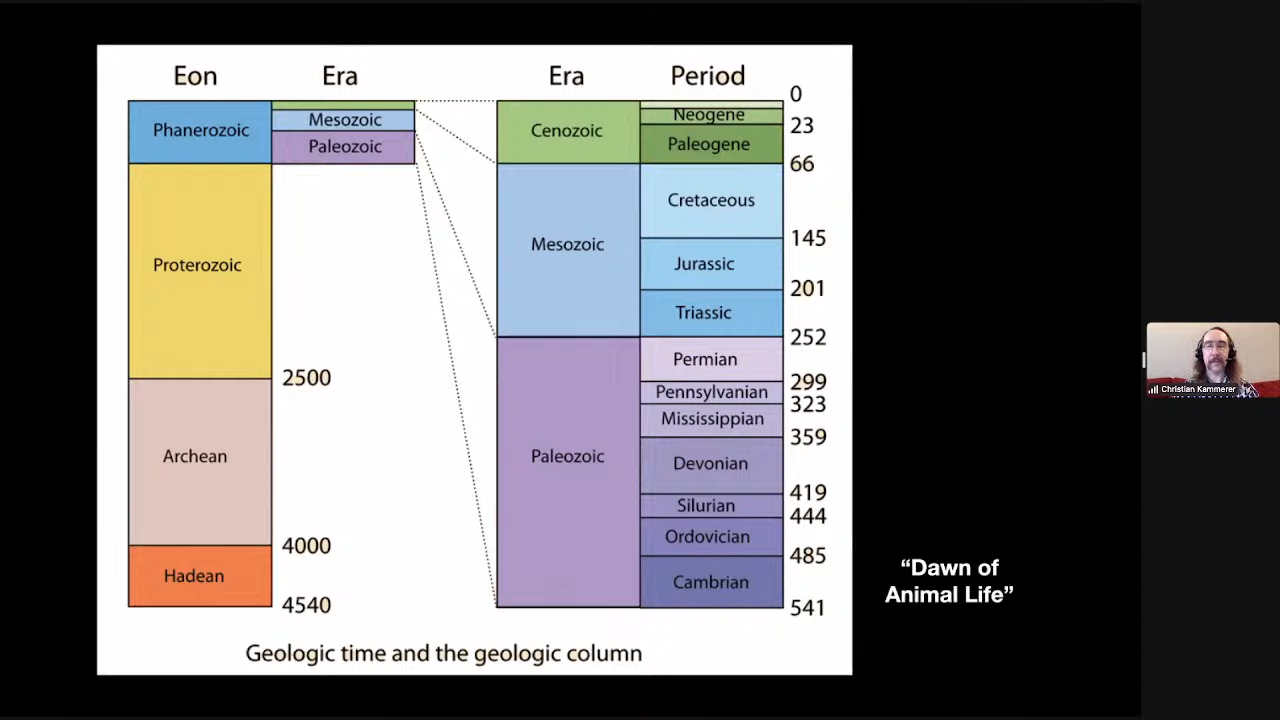 Eon Era Era Period
Phanerozoic
Mesozoic
Paleozoic
Proterozoic
2500
Archean
4000
Hadean
4540
Cenozoic
Mesozoic
Paleozoic
0
Neogene
23
Paleogene
66
Cretaceous
145
Jurassic
201
Triassic
252
Permian
299
Pennsylvanian
323
Mississippian
359
Devonian
419
Silurian
444
Ordovician
485
Cambrian
541
Geologic time and the geologic column
“Dawn of
Animal Life”
Christian Kammerer